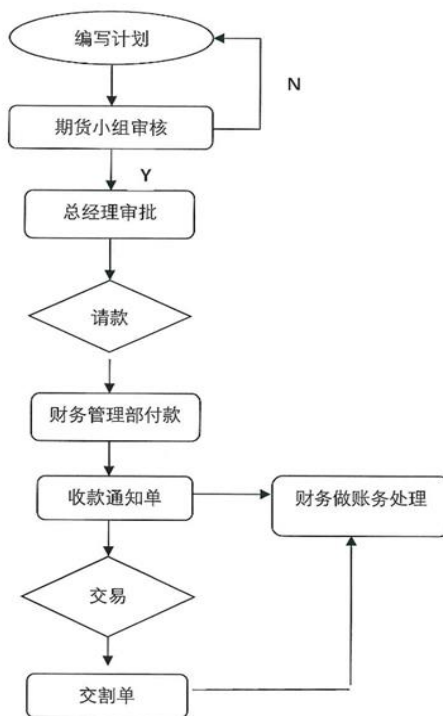 编写计划
N
期货小组审核
Y
总经理审批
请款
财务管理部付款
收款通知单
财务做账务处理
交易
交割单